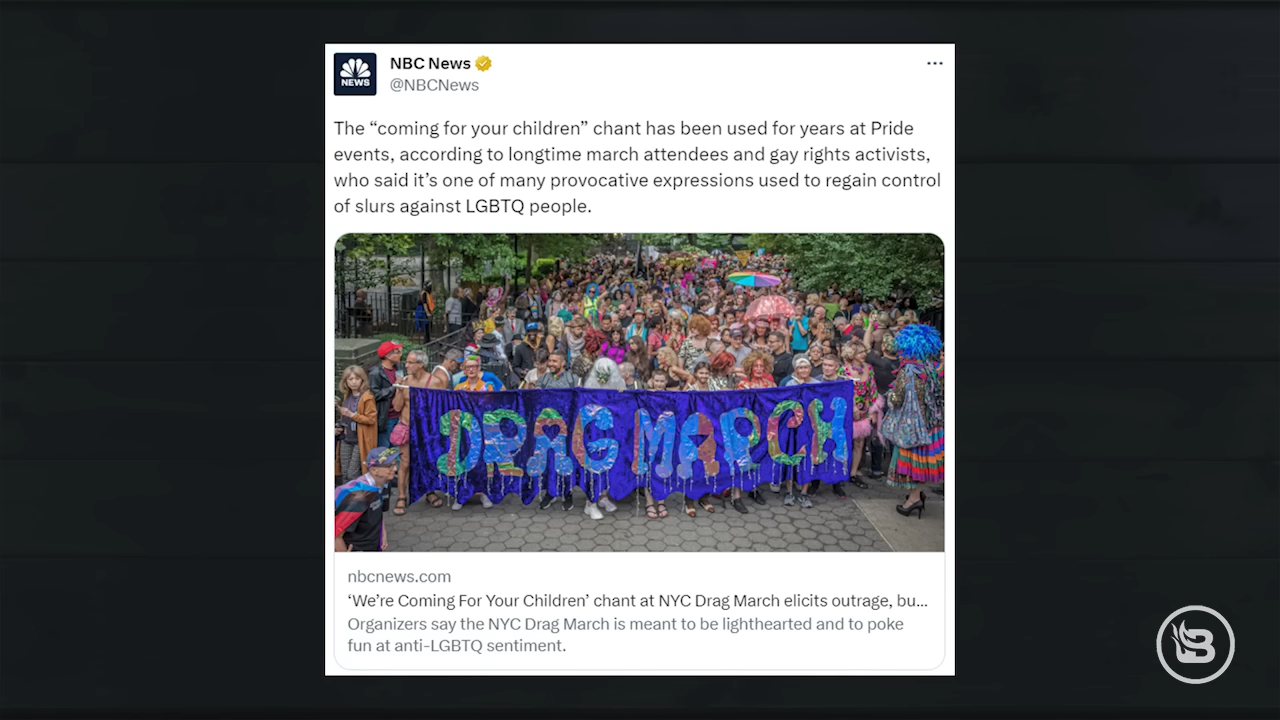 NBC News
@NBCNews
NEWS
The “coming for your children” chant has been used for years at Pride
events, according to longtime march attendees and gay rights activists,
who said it’s one of many provocative expressions used to regain control
of slurs against LGBTQ people.
DRAG MARCH
nbcnews.com
‘We’re Coming For Your Children’ chant at NYC Drag March elicits outrage, bu...
Organizers say the NYC Drag March is meant to be lighthearted and to poke
fun at anti-LGBTQ sentiment.
B